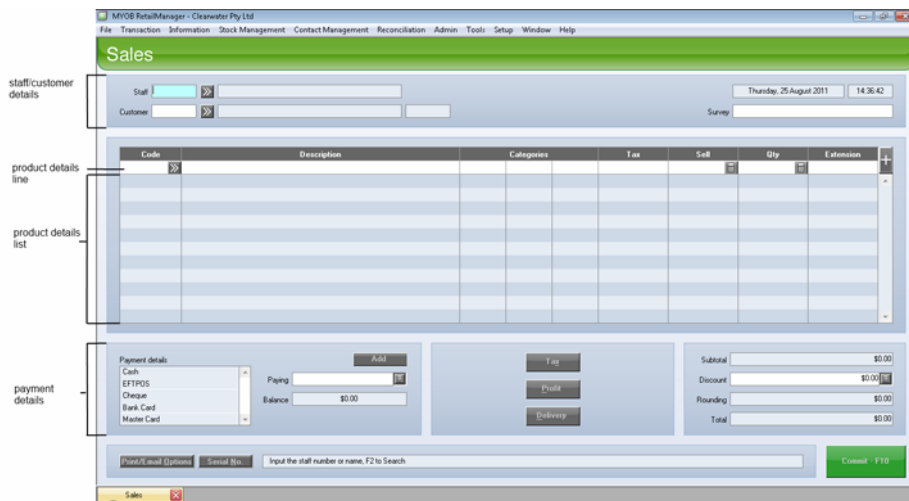 MYOB RetailManager - Clearwater Pty Ltd
File Transaction Information Stock Management Contact Management Reconciliation Admin Tools Setup Window Help
Sales
staff/customer
details
Staff
Thursday, 25 August 2011 14:36:42
Customer
Survey
Code Description Categories Tax Sell Qty Extension +
product details
line
product details
list
payment
details
Payment details
Cash
EFTPOS
Cheque
Bank Card
Master Card
Add
Paying
Balance $0.00
Tax
Profit
Delivery
Subtotal $0.00
Discount $0.00
Rounding $0.00
Total $0.00
Print/Email Options Serial No. Input the staff number or name, F2 to Search Commit - F10
Sales